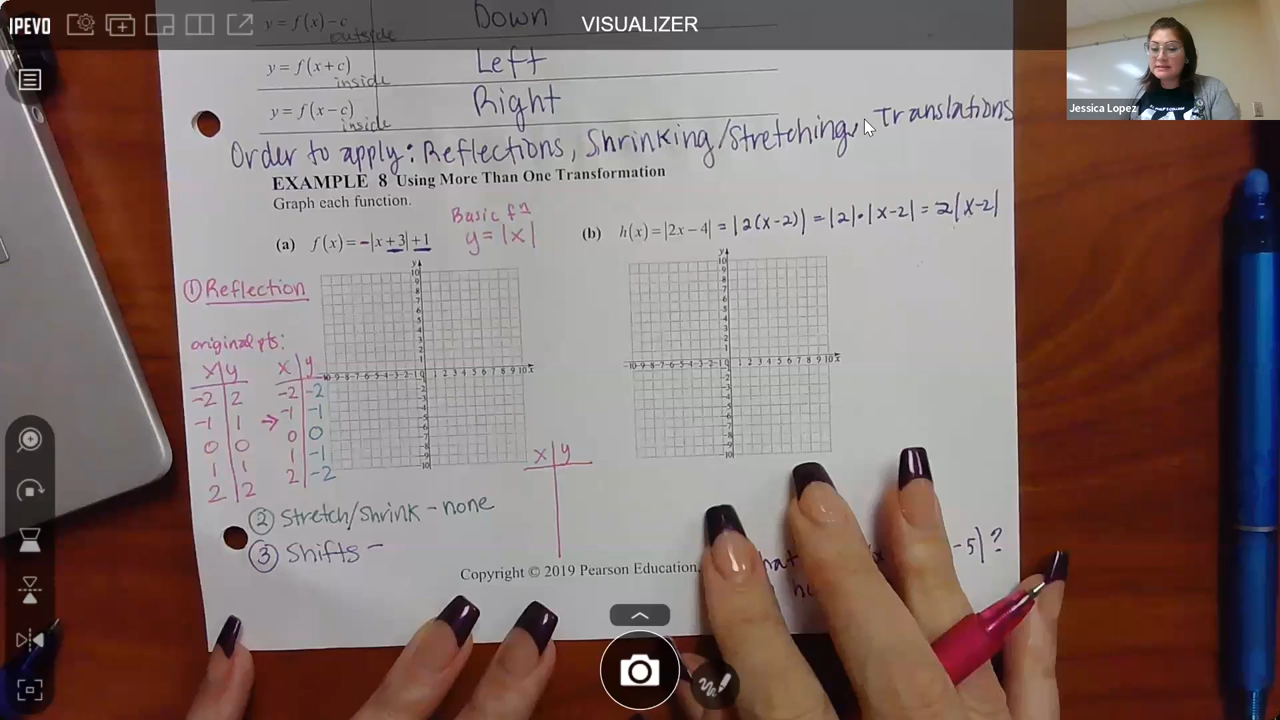 IPEVO
VISUALIZER
Jessica Lopez
y = f(x) – c outside Down
y = f(x+c) inside Left
y = f(x–c) inside Right
Order to apply: Reflections, Shrinking/Stretching, Translations
EXAMPLE 8 Using More Than One Transformation
Graph each function.
Basic fn
y = |x|
(a) f(x) = –|x+3|+1
(b) h(x) = |2x – 4| = |2(x-2)| = |2|•|x-2| = 2|x-2|
① Reflection
original pts:
x | y
-2 | 2
-1 | 1
0 | 0
1 | 1
2 | 2
→
x | y
-2 | -2
-1 | -1
0 | 0
1 | -1
2 | -2
x | y
② Stretch/Shrink - none
③ Shifts -
-5|?
Copyright © 2019 Pearson Education,